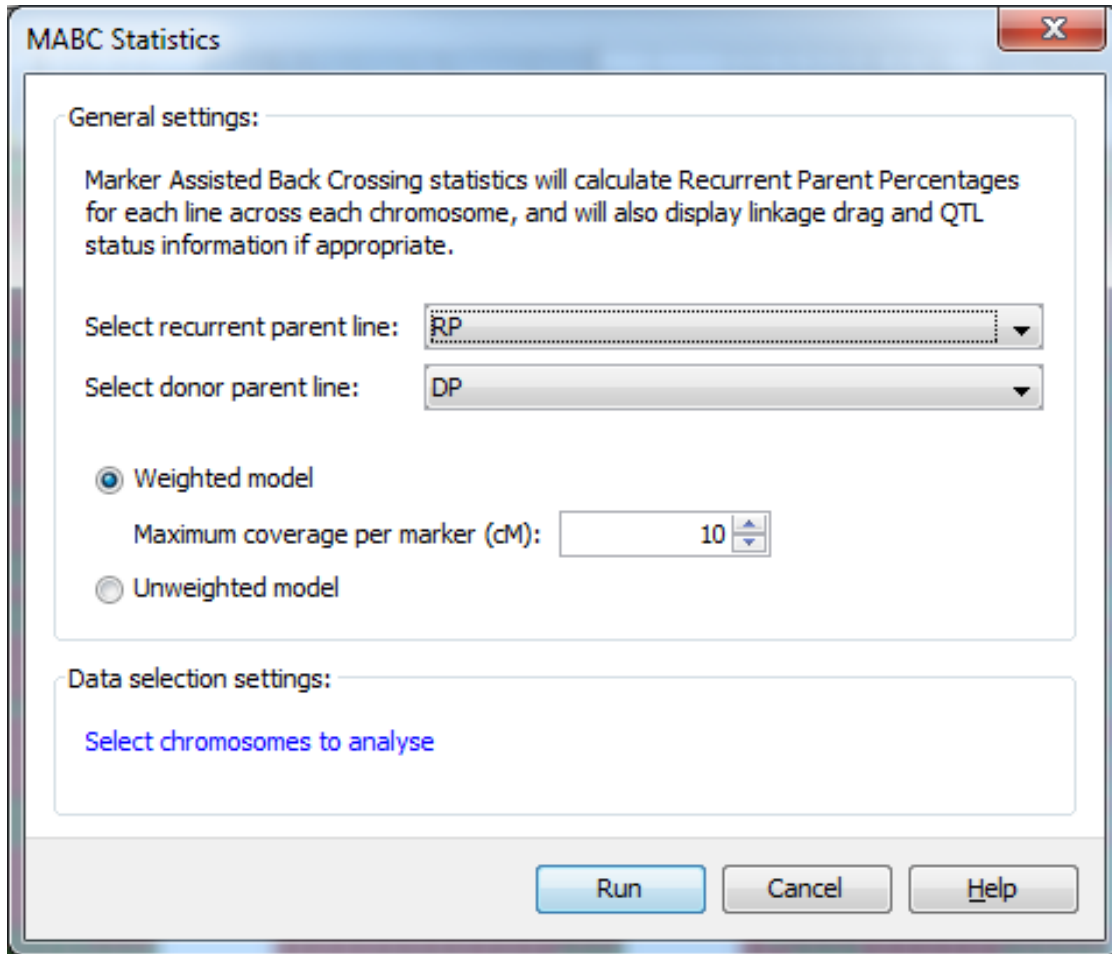 MABC Statistics
General settings:
Marker Assisted Back Crossing statistics will calculate Recurrent Parent Percentages
for each line across each chromosome, and will also display linkage drag and QTL
status information if appropriate.
Select recurrent parent line: RP
Select donor parent line: DP
Weighted model
Maximum coverage per marker (cM): 10
Unweighted model
Data selection settings:
Select chromosomes to analyse
Run Cancel Help